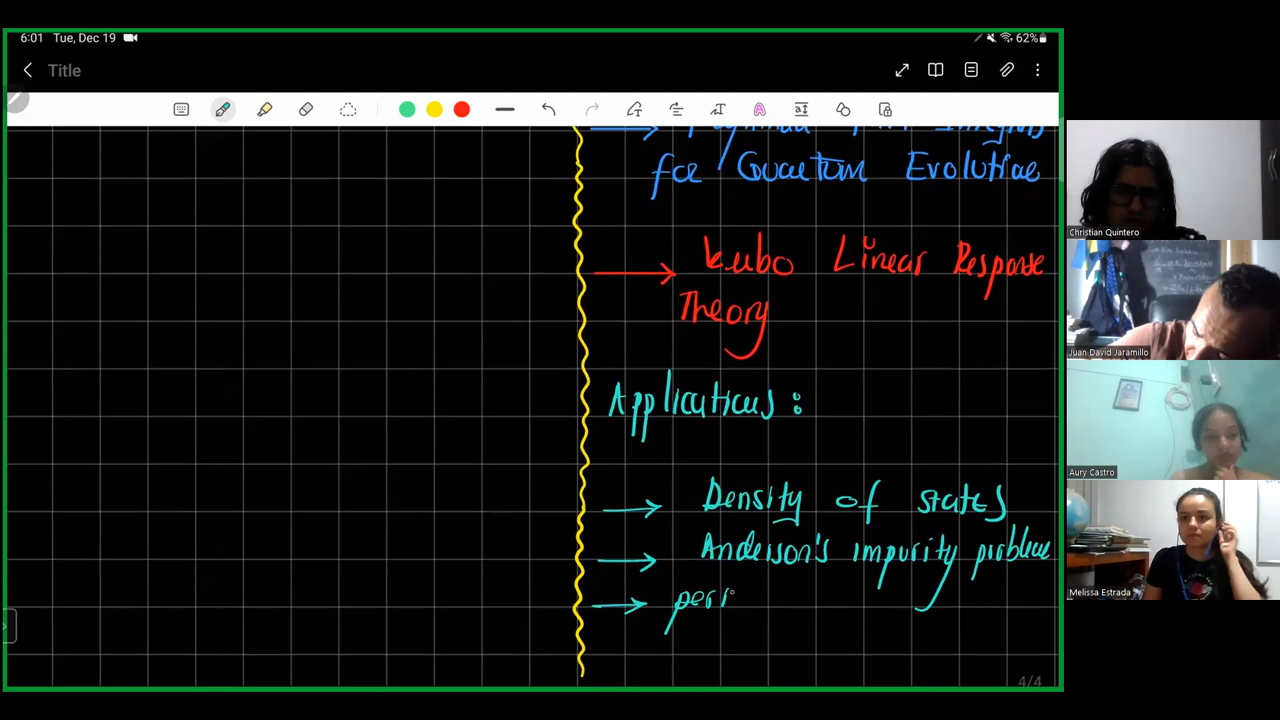 6:01 Tue, Dec 19
62%
Title
for Quantum Evolution
Kubo Linear Response
Theory
Applications:
Density of states
Anderson's impurity problem
peri
4/4
Christian Quintero
Juan David Jaramillo
Aury Castro
Melissa Estrada